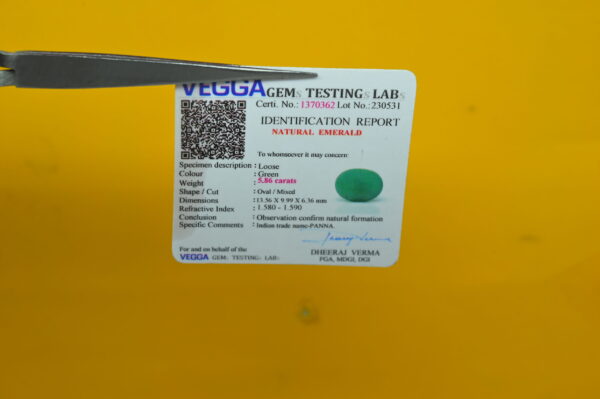 VEGGA GEMs TESTINGs LABs
Certi. No.: 1370362 Lot No.: 230531
IDENTIFICATION REPORT
NATURAL EMERALD
To whomsoever it may concern:
Specimen description : Loose
Colour : Green
Weight : 5.86 carats
Shape / Cut : Oval / Mixed
Dimensions : 13.56 X 9.99 X 6.36 mm
Refractive Index : 1.580 - 1.590
Conclusion : Observation confirm natural formation
Specific Comments : Indian trade name-PANNA.
For and on behalf of the
VEGGA GEMs TESTINGs LABs
DHEERAJ VERMA
FGA, MDGI, DGI